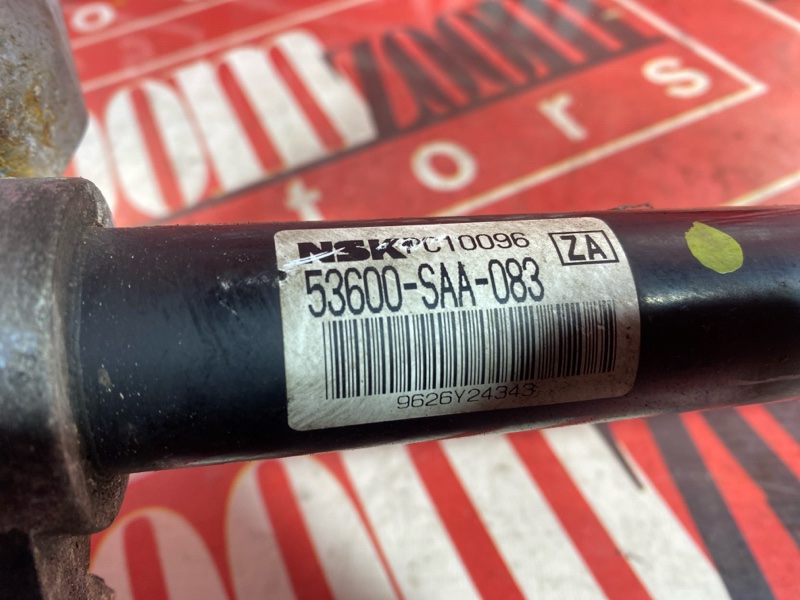 o r s
t o r s
NSK PC10096
ZA
53600-SAA-083
9626Y24343